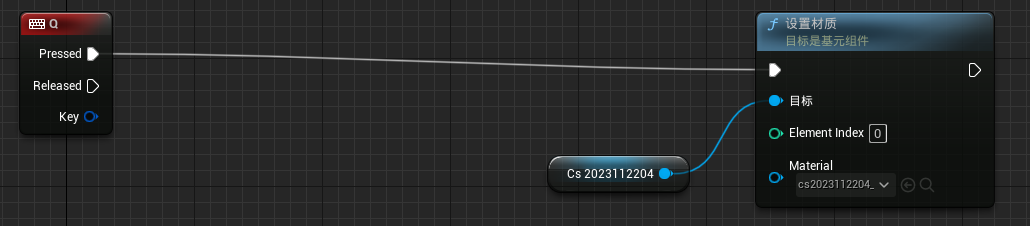 Q
Pressed
Released
Key
Cs 2023112204
设置材质
目标是基元组件
目标
Element Index 0
Material
cs2023112204_